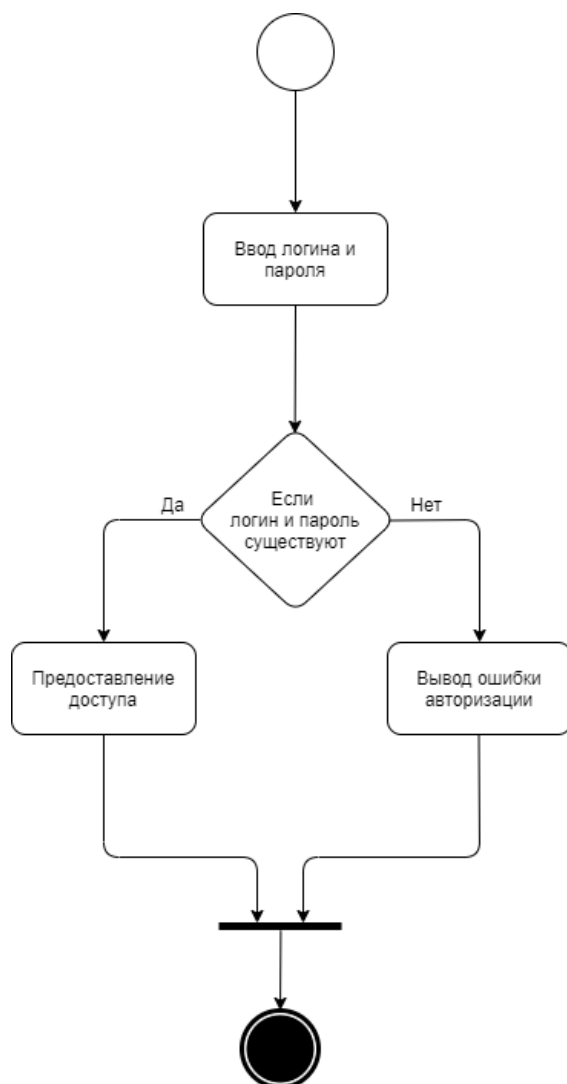 Ввод логина и
пароля
Если
логин и пароль
существуют
Да
Нет
Предоставление
доступа
Вывод ошибки
авторизации